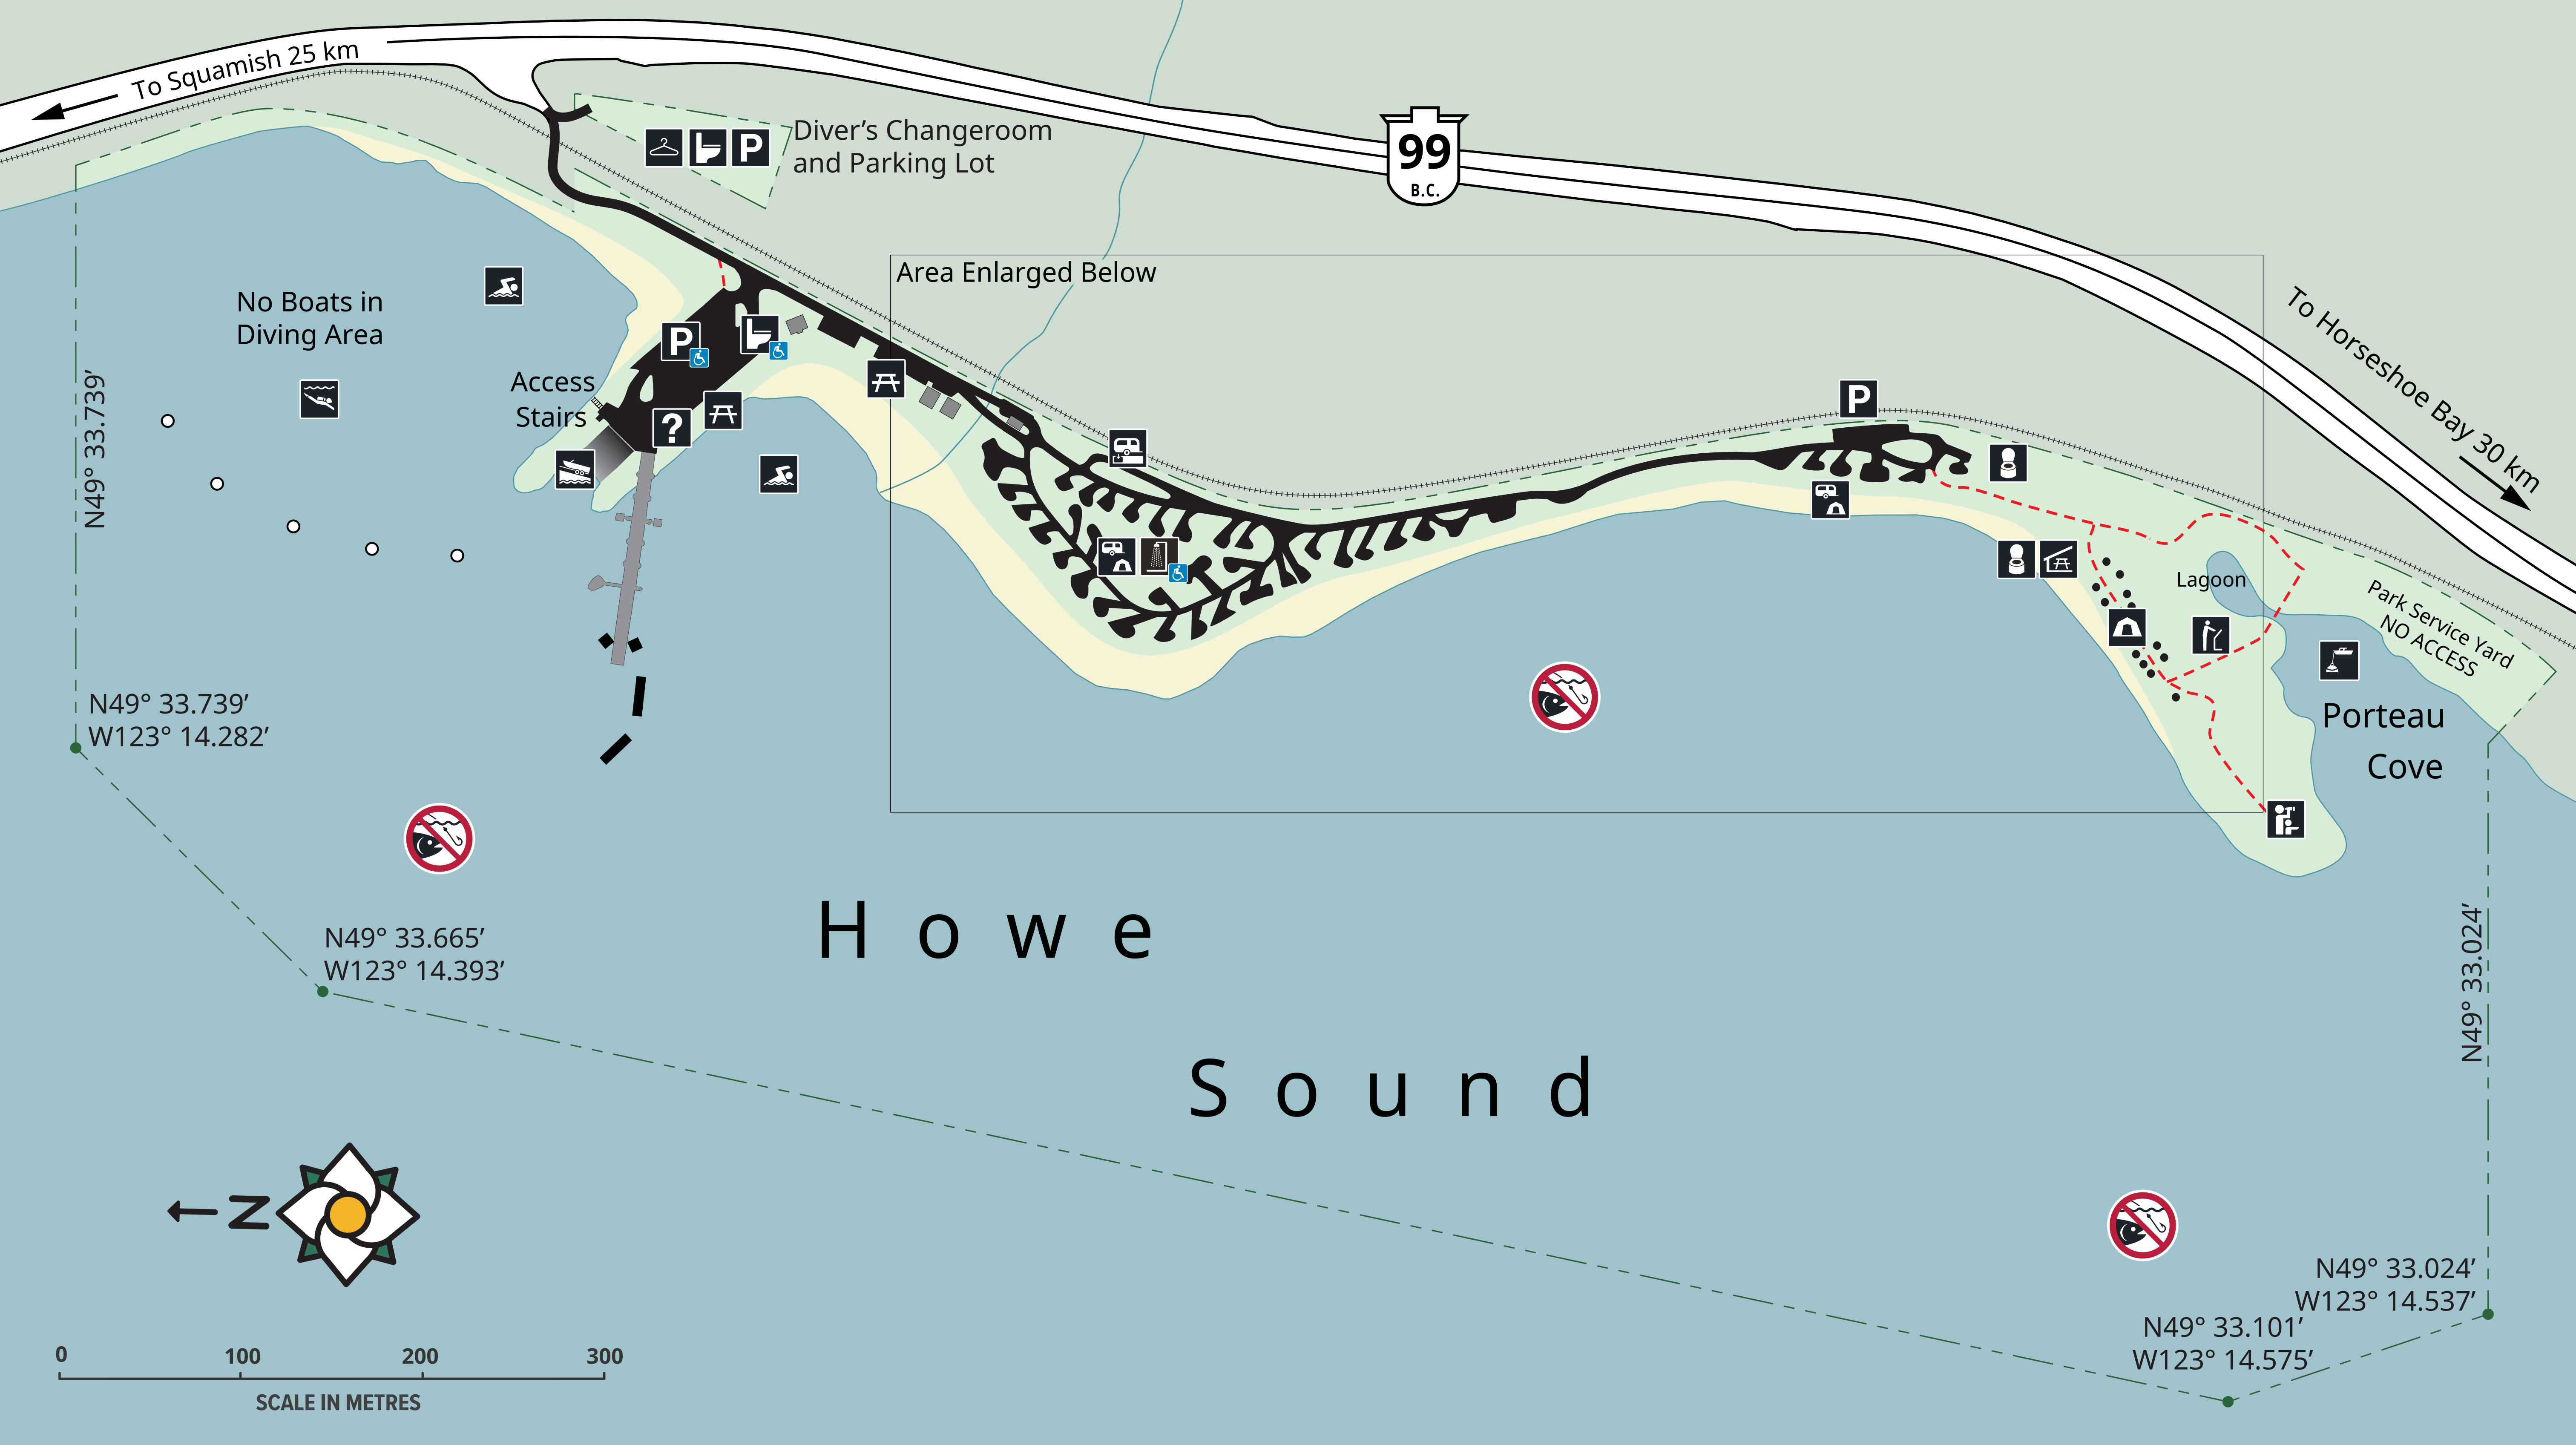 To Squamish 25 km
Diver’s Changeroom
and Parking Lot
P
99
B.C.
Area Enlarged Below
To Horseshoe Bay 30 km
No Boats in
Diving Area
P
Access
Stairs
?
P
N49° 33.739’
Lagoon
Park Service Yard
NO ACCESS
N49° 33.739’
W123° 14.282’
Porteau
Cove
N49° 33.665’
W123° 14.393’
Howe
Sound
N49° 33.024’
N
N49° 33.024’
W123° 14.537’
N49° 33.101’
W123° 14.575’
0 100 200 300
SCALE IN METRES